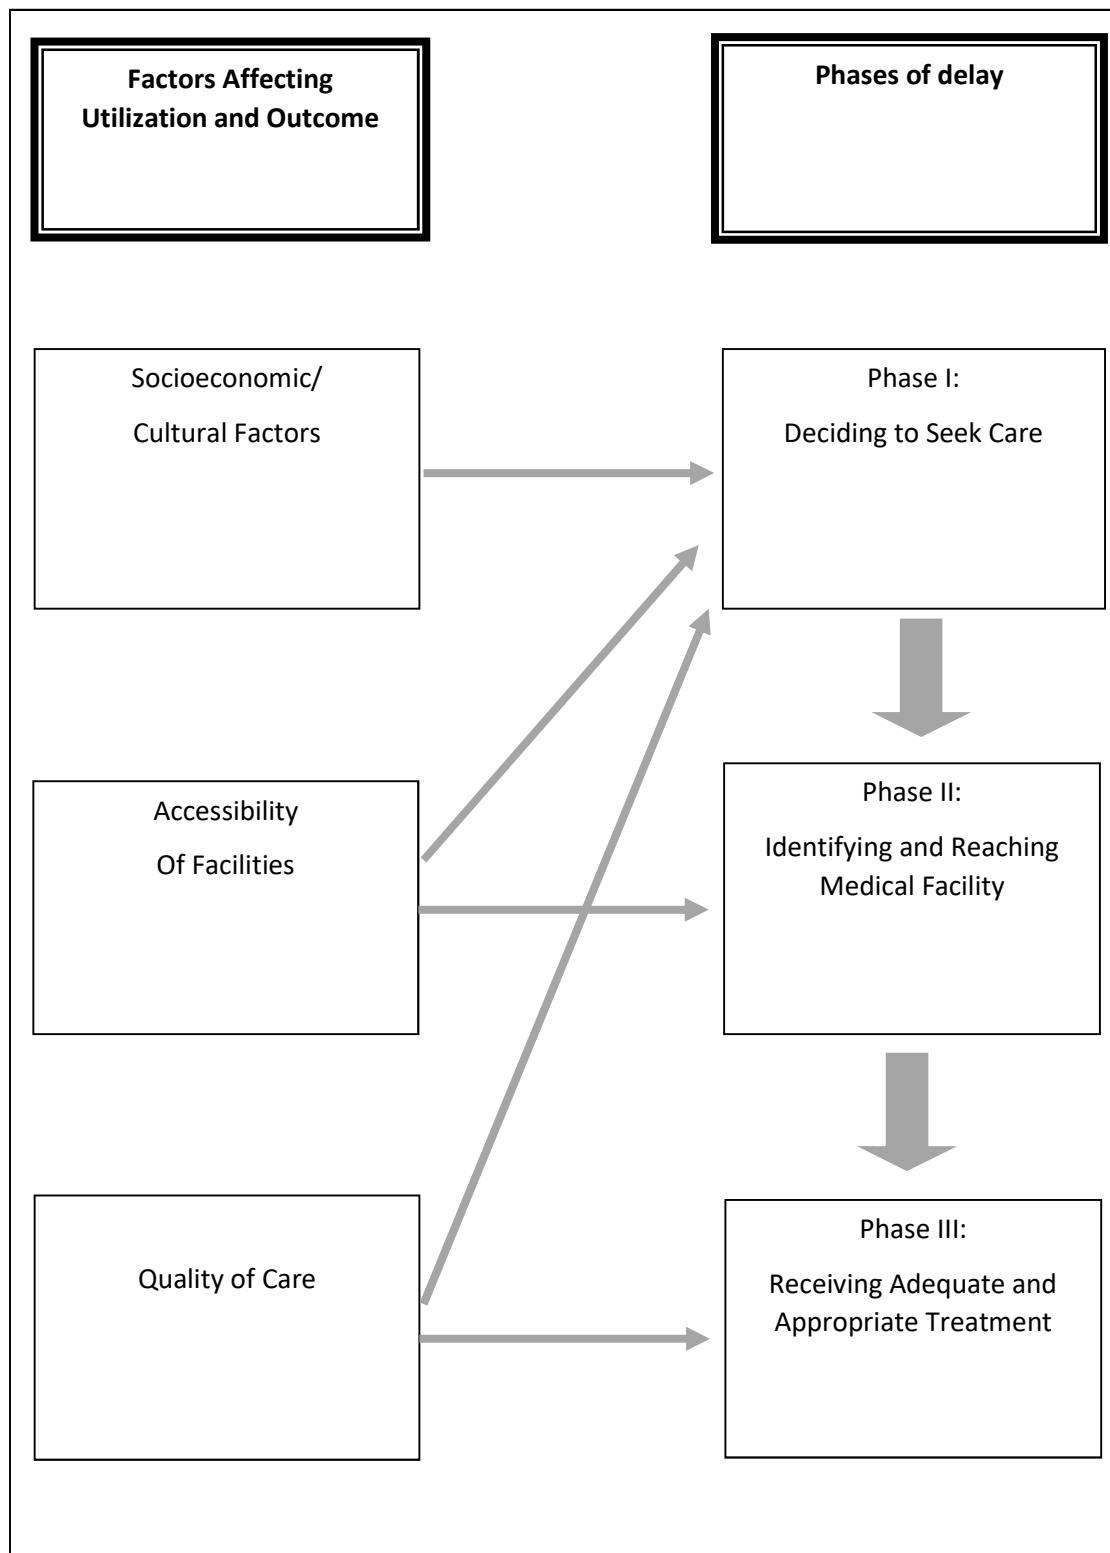 Factors Affecting
Utilization and Outcome
Phases of delay
Socioeconomic/
Cultural Factors
Phase I:
Deciding to Seek Care
Accessibility
Of Facilities
Phase II:
Identifying and Reaching
Medical Facility
Quality of Care
Phase III:
Receiving Adequate and
Appropriate Treatment